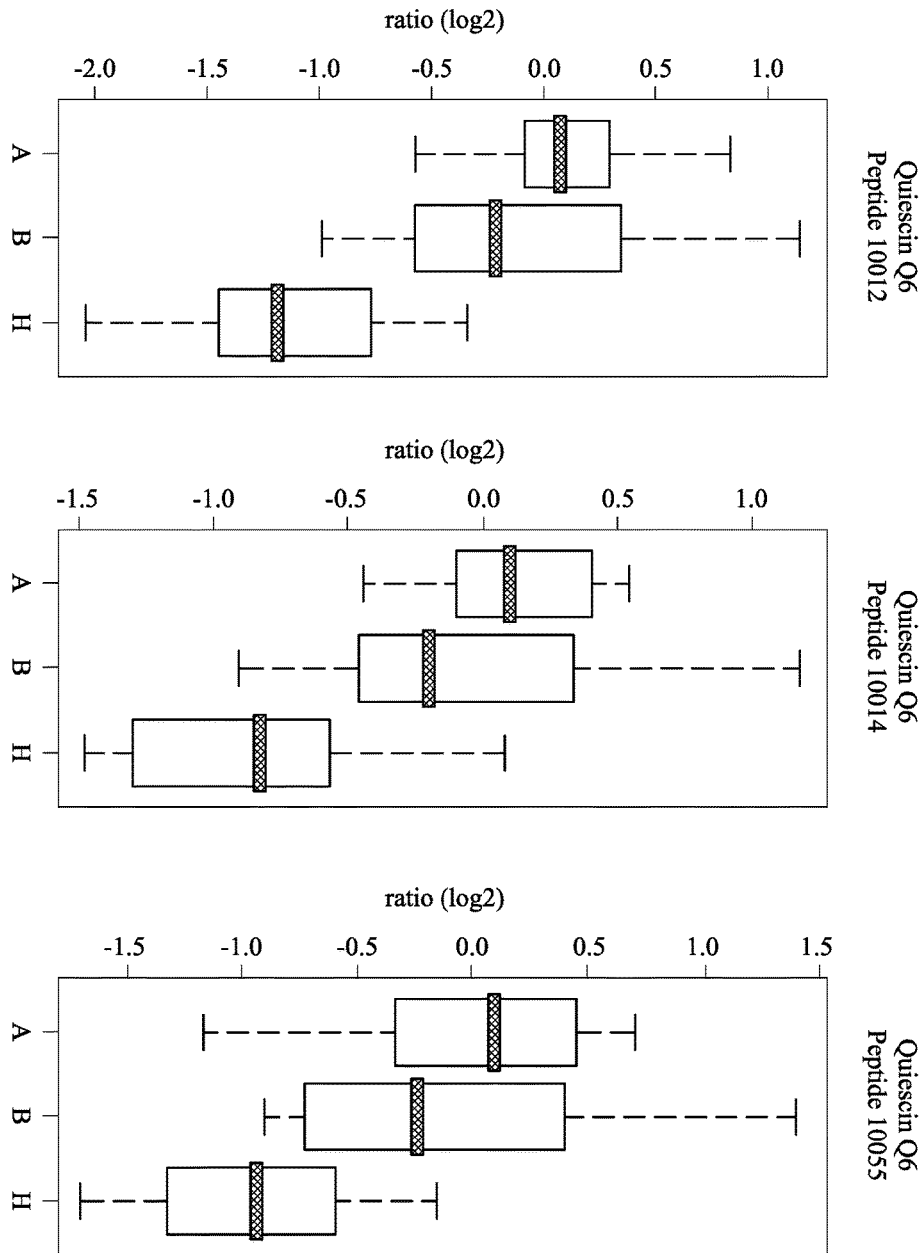 Quiescin Q6
Peptide 10012
ratio (log2)
-2.0 -1.5 -1.0 -0.5 0.0 0.5 1.0
A
B
H
Quiescin Q6
Peptide 10014
ratio (log2)
-1.5 -1.0 -0.5 0.0 0.5 1.0
A
B
H
Quiescin Q6
Peptide 10055
ratio (log2)
-1.5 -1.0 -0.5 0.0 0.5 1.0 1.5
A
B
H